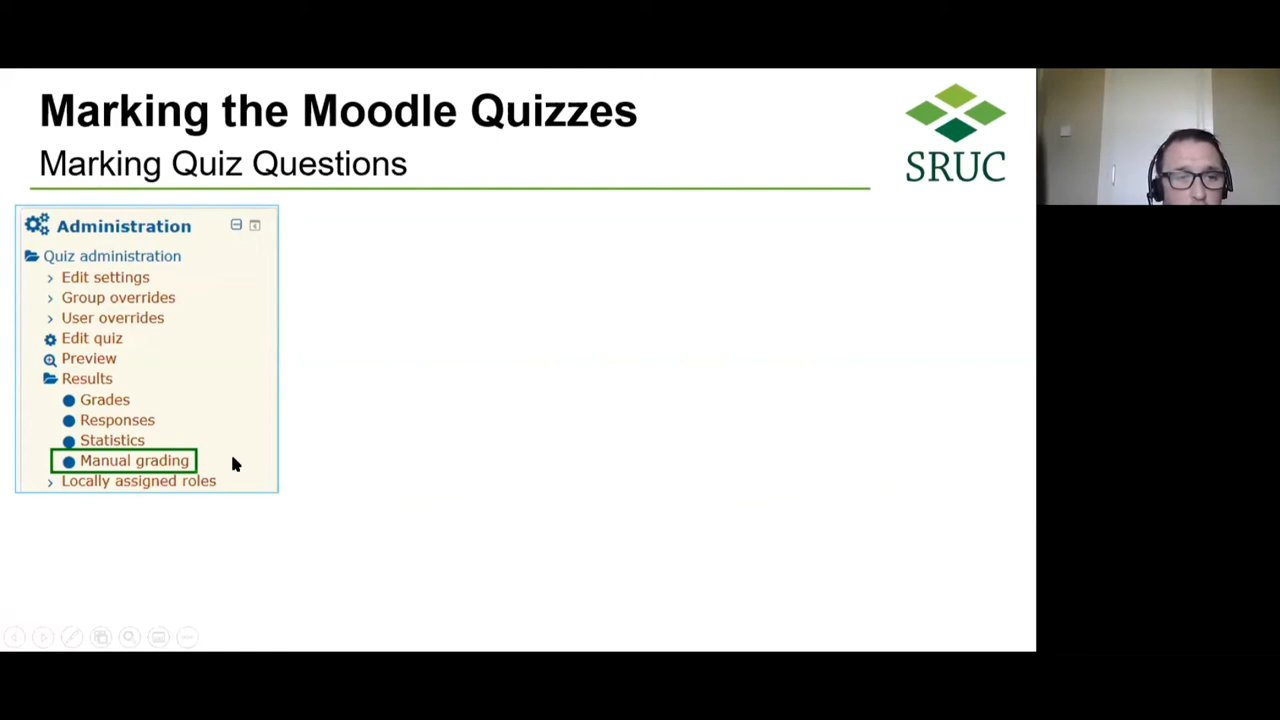 Marking the Moodle Quizzes
Marking Quiz Questions
SRUC
Administration
Quiz administration
Edit settings
Group overrides
User overrides
Edit quiz
Preview
Results
Grades
Responses
Statistics
Manual grading
Locally assigned roles